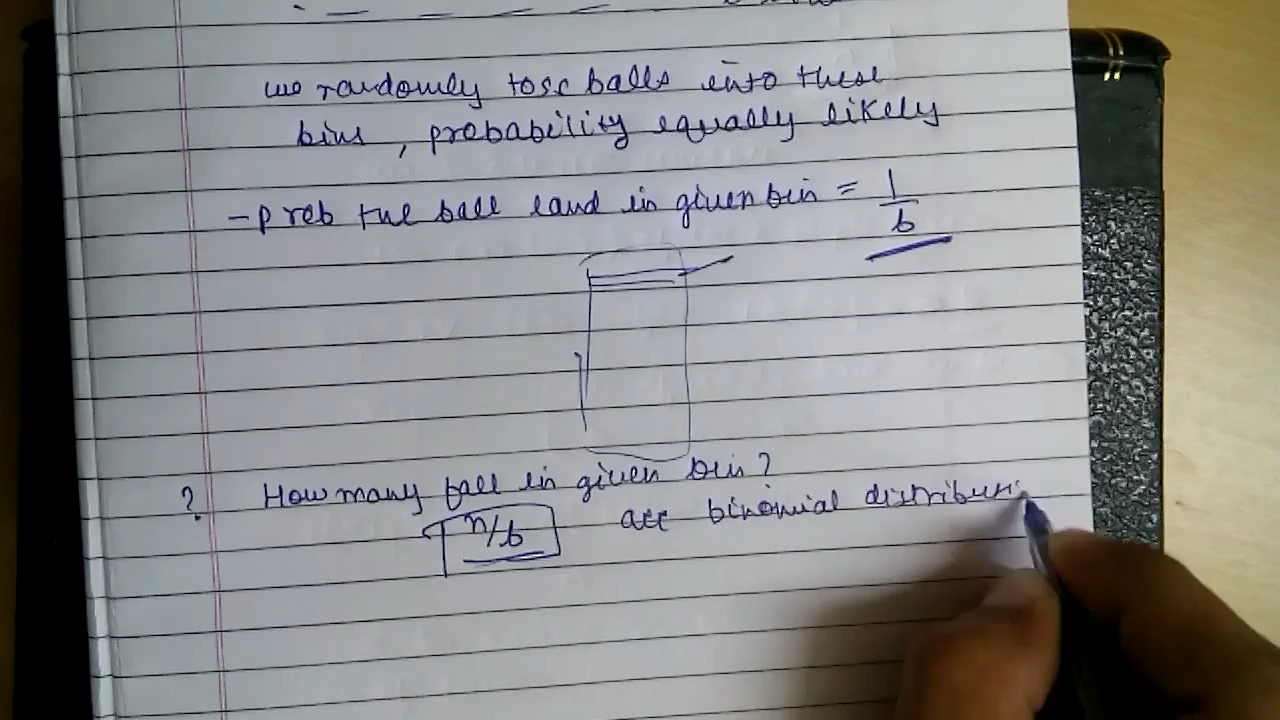 we randomly toss balls into these
bins, probability equally likely
- prob the ball land in given bin = 1/b
? How many fall in given bin?
n/b acc binomial distribu